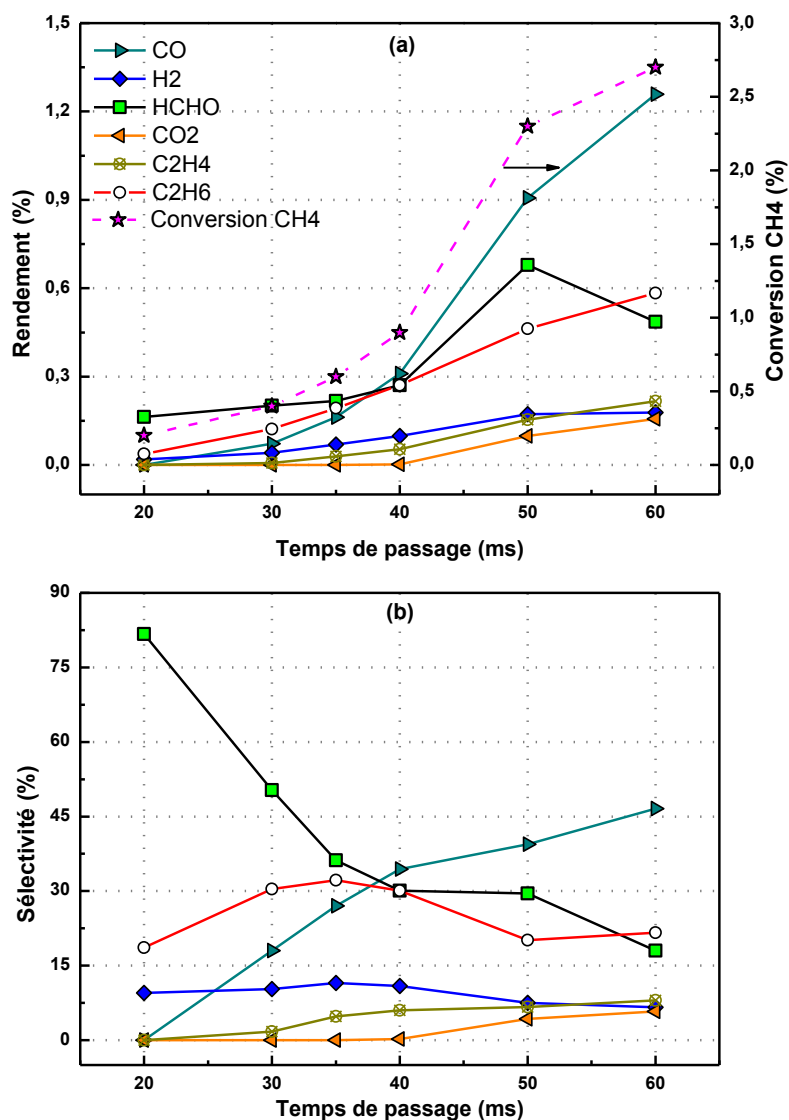 (a)
CO
H2
HCHO
CO2
C2H4
C2H6
Conversion CH4
Rendement (%)
1,5
1,2
0,9
0,6
0,3
0,0
3,0
2,5
2,0
1,5
1,0
0,5
0,0
Conversion CH4 (%)
20 30 40 50 60
Temps de passage (ms)
(b)
Sélectivité (%)
90
75
60
45
30
15
0
20 30 40 50 60
Temps de passage (ms)